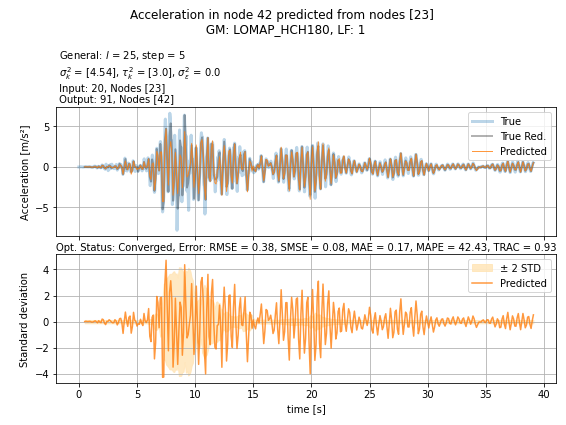 Acceleration in node 42 predicted from nodes [23]
GM: LOMAP_HCH180, LF: 1
General: l = 25, step = 5
σ²ₖ = [4.54], τ²ₖ = [3.0], σ²ε = 0.0
Input: 20, Nodes [23]
Output: 91, Nodes [42]
Acceleration [m/s²]
5
0
−5
True
True Red.
Predicted
Opt. Status: Converged, Error: RMSE = 0.38, SMSE = 0.08, MAE = 0.17, MAPE = 42.43, TRAC = 0.93
Standard deviation
4
2
0
−2
−4
± 2 STD
Predicted
0 5 10 15 20 25 30 35 40
time [s]